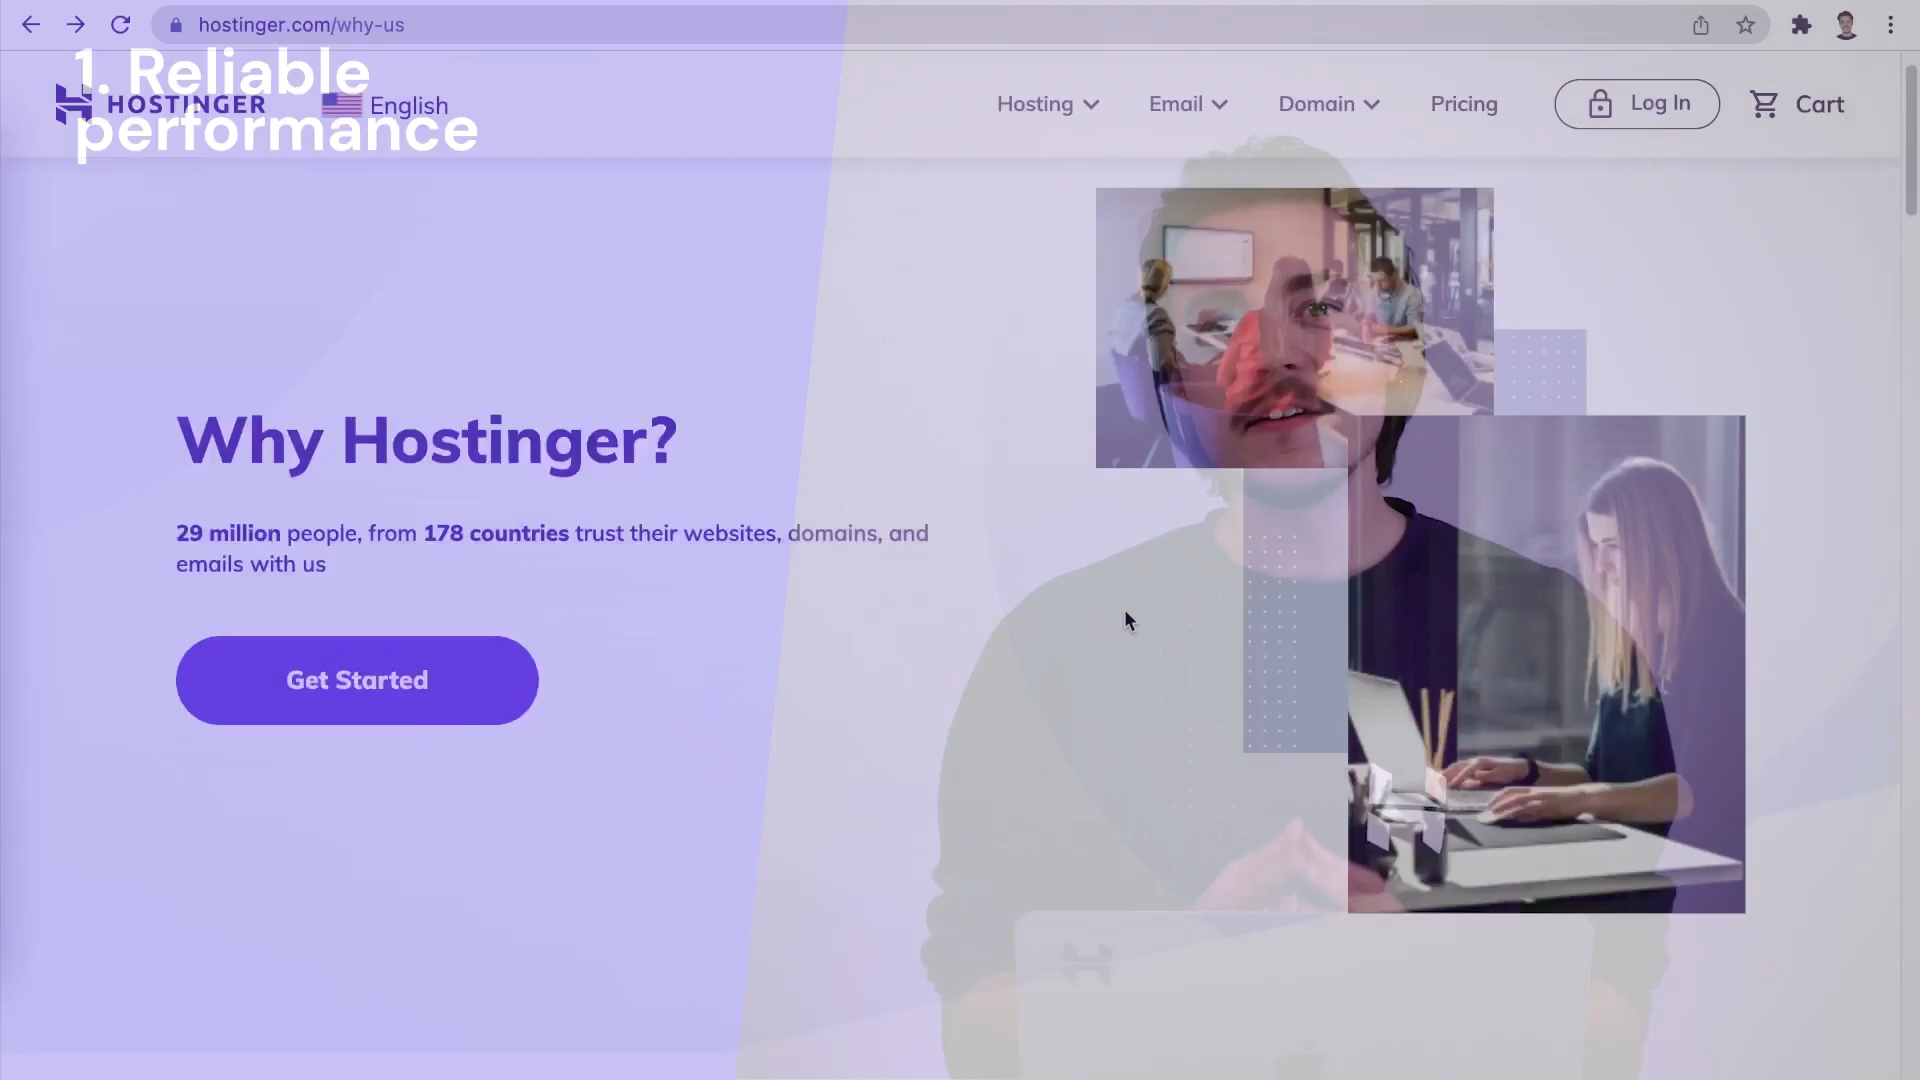 hostinger.com/why-us
1. Reliable
performance
HOSTINGER
English
Hosting
Email
Domain
Pricing
Log In
Cart
Why Hostinger?
29 million people, from 178 countries trust their websites, domains, and
emails with us
Get Started